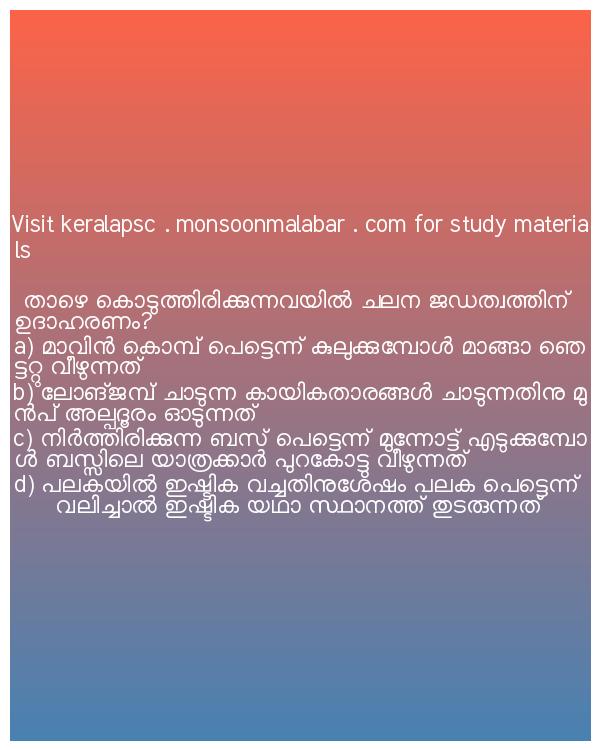 Visit keralapsc . monsoonmalabar . com for study materia
ls
താഴെ കൊടുത്തിരിക്കുന്നവയിൽ ചലന ജഡത്വത്തിന്
ഉദാഹരണം?
a) മാവിൻ കൊമ്പ് പെട്ടെന്ന് കുലുക്കുമ്പോൾ മാങ്ങാ ഞെ
ട്ടറ്റു വീഴുന്നത്
b) ലോങ്ജമ്പ് ചാടുന്ന കായികതാരങ്ങൾ ചാടുന്നതിനു മു
ൻപ് അല്പദൂരം ഓടുന്നത്
c) നിർത്തിരിക്കുന്ന ബസ് പെട്ടെന്ന് മുന്നോട്ട് എടുക്കുമ്പോ
ൾ ബസ്സിലെ യാത്രക്കാർ പുറകോട്ടു വീഴുന്നത്
d) പലകയിൽ ഇഷ്ടിക വച്ചതിനുശേഷം പലക പെട്ടെന്ന്
വലിച്ചാൽ ഇഷ്ടിക യഥാ സ്ഥാനത്ത് തുടരുന്നത്